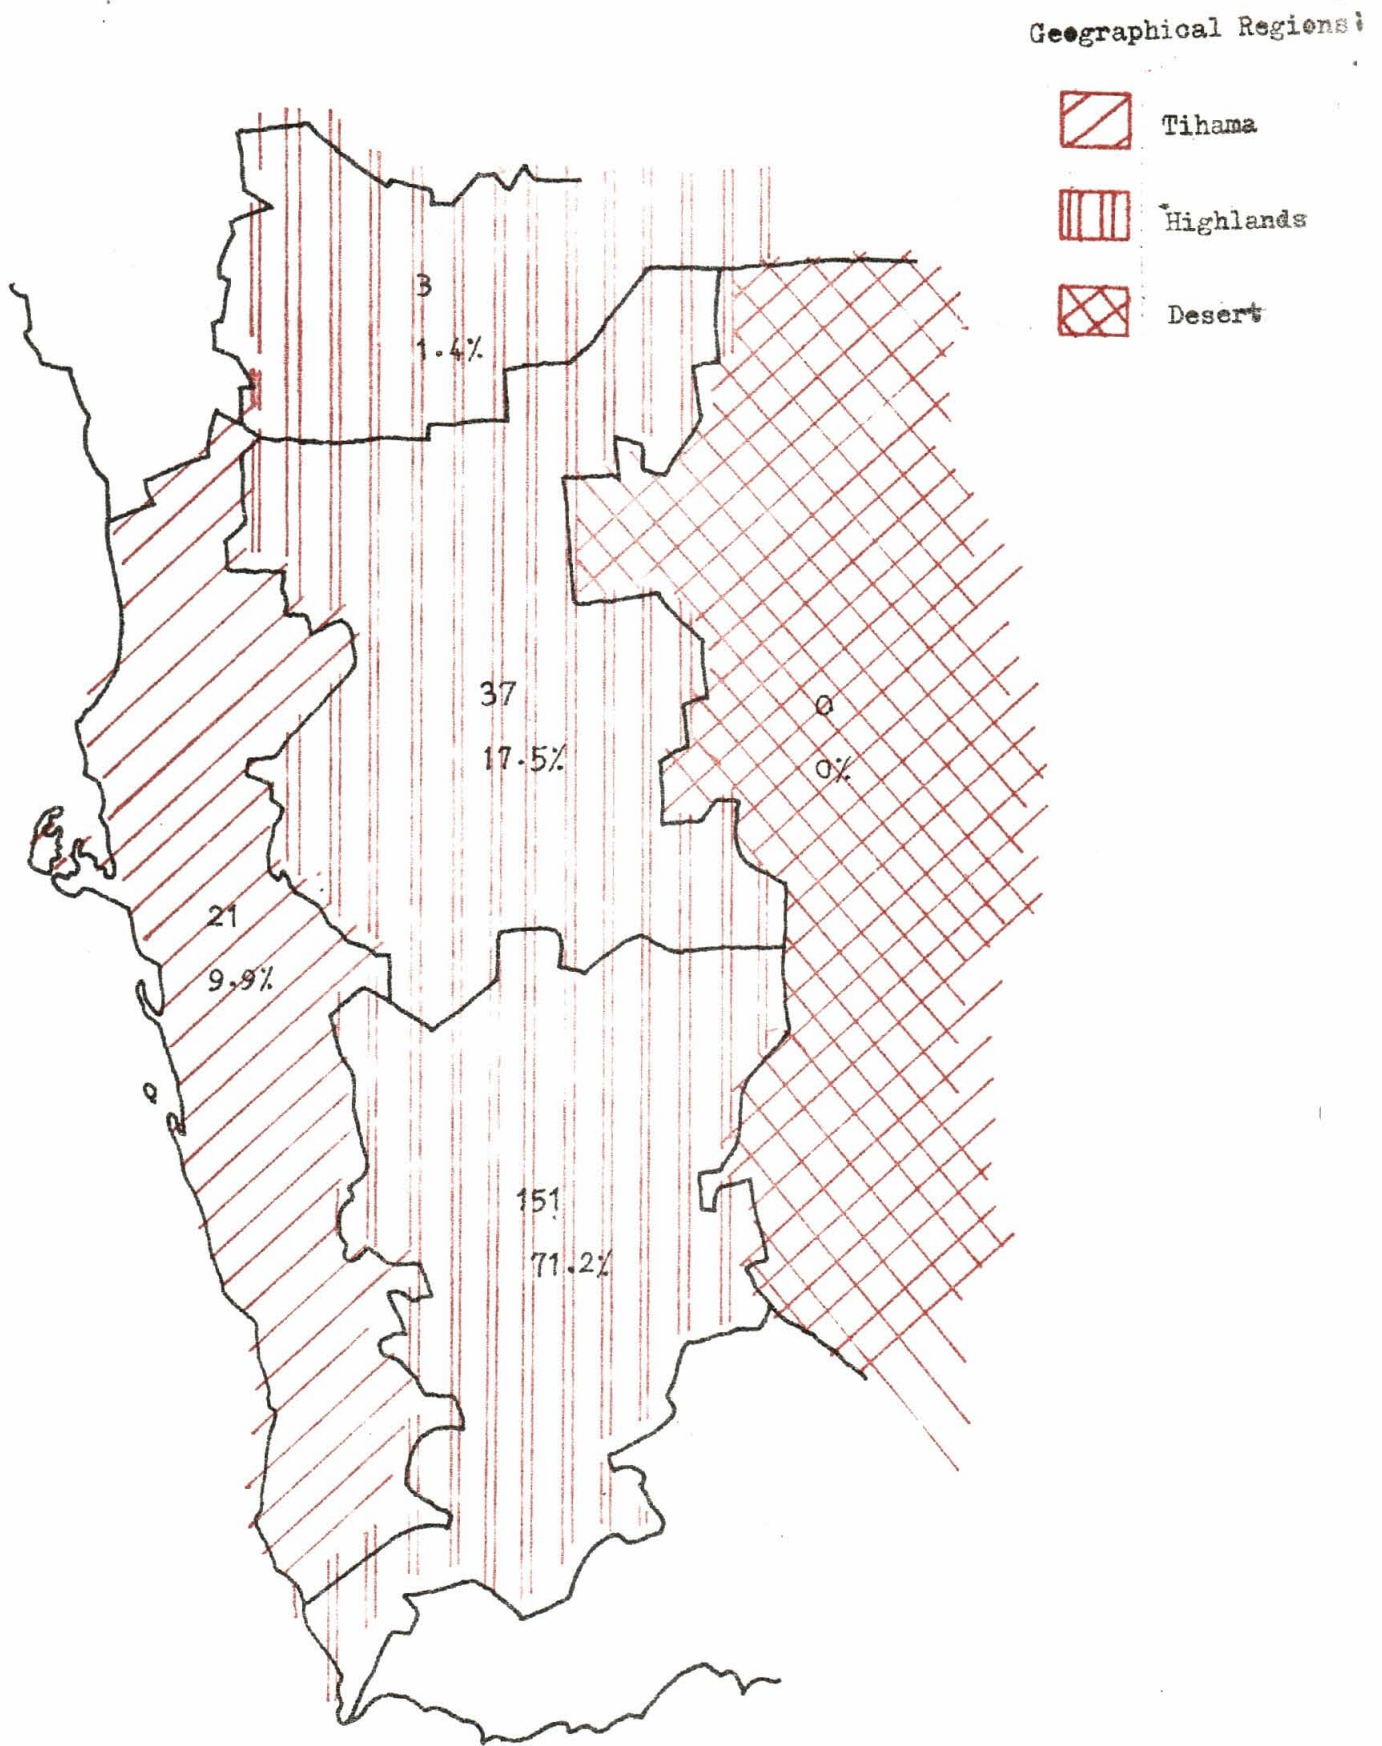 Geographical Regions:
Tihama
Highlands
Desert
3
1.4%
37
17.5%
0
0%
21
9.9%
151
71.2%